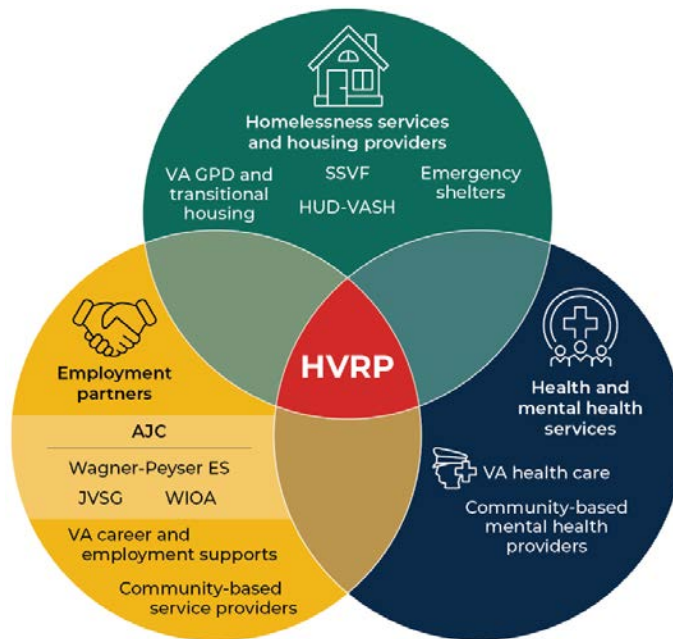 Homelessness services
and housing providers
VA GPD and
transitional
housing
SSVF
HUD-VASH
Emergency
shelters
HVRP
Employment
partners
AJC
Wagner-Peyser ES
JVSG WIOA
VA career and
employment supports
Community-based
service providers
Health and
mental health
services
VA health care
Community-based
mental health
providers